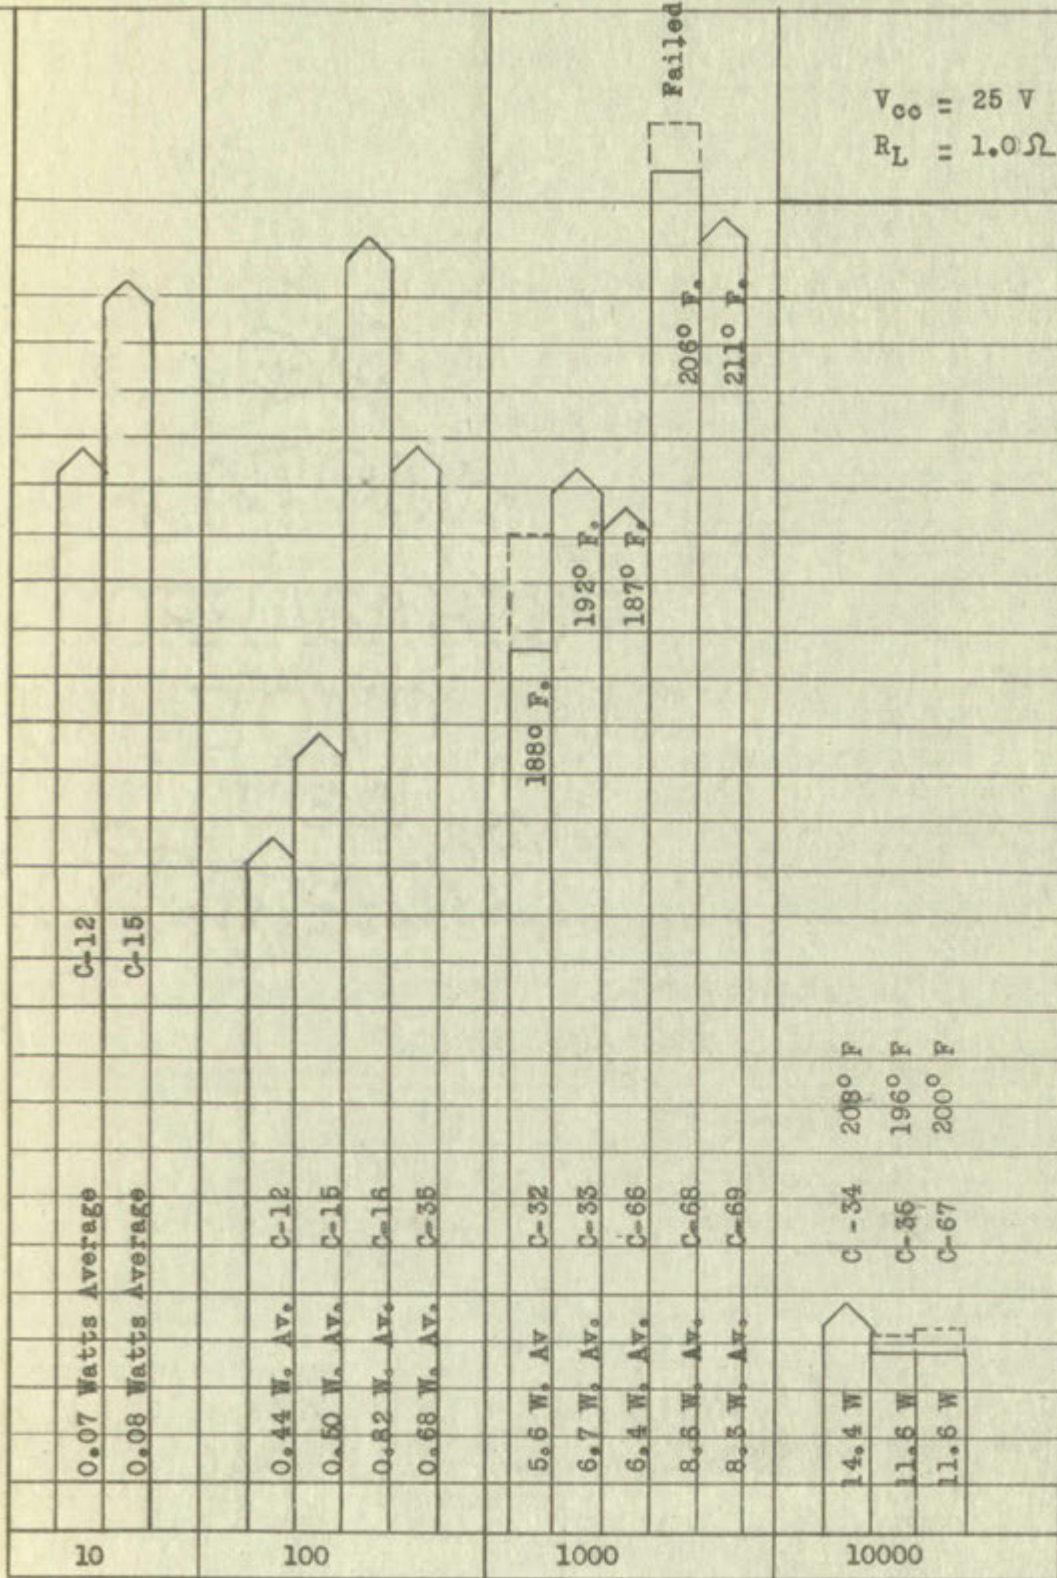 Failed
V_cc = 25 V
R_L = 1.0 Ω
0.07 Watts Average C-12
0.08 Watts Average C-15
0.44 W. Av. C-12
0.50 W. Av. C-15
0.82 W. Av. C-16
0.68 W. Av. C-35
5.6 W. Av C-32 188° F.
6.7 W. Av. C-33 192° F.
6.4 W. Av. C-66 187° F.
8.6 W. Av. C-68 206° F.
8.3 W. Av. C-69 211° F.
14.4 W C-34 208° F
11.6 W C-36 196° F
11.6 W C-67 200° F
10 100 1000 10000